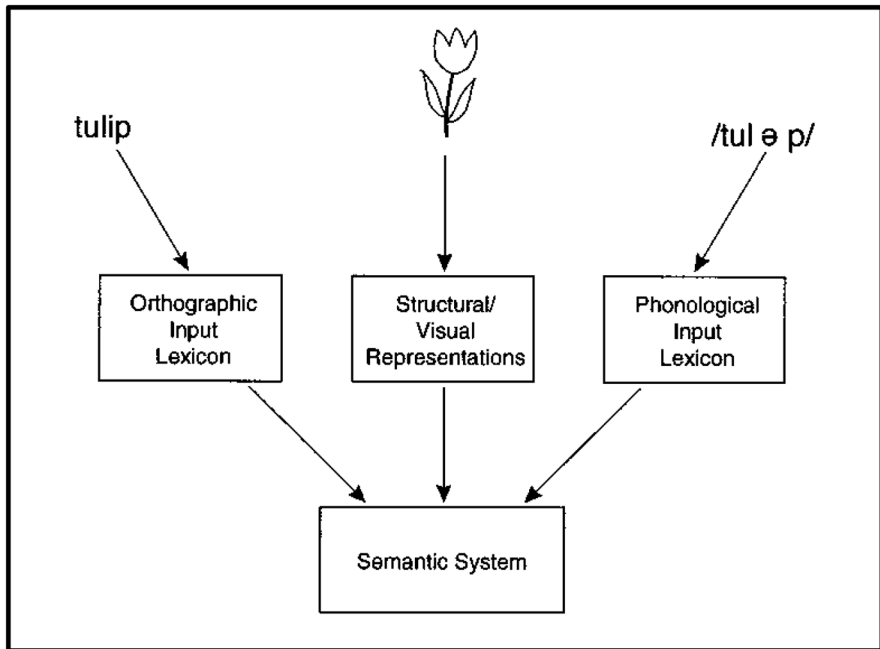 tulip
/tul ə p/
Orthographic
Input
Lexicon
Structural/
Visual
Representations
Phonological
Input
Lexicon
Semantic System